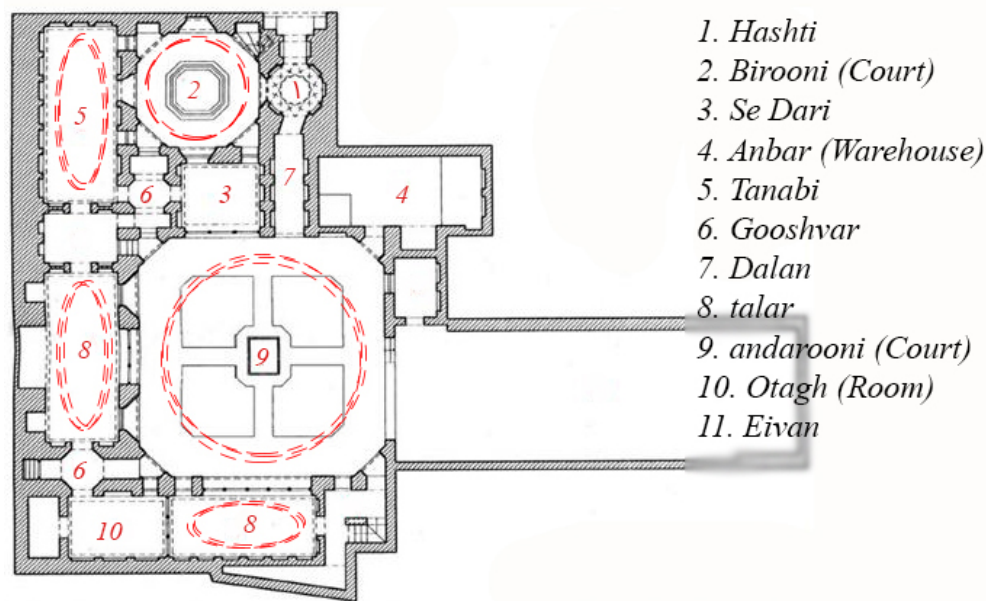 1. Hashti
2. Birooni (Court)
3. Se Dari
4. Anbar (Warehouse)
5. Tanabi
6. Gooshvar
7. Dalan
8. talar
9. andarooni (Court)
10. Otagh (Room)
11. Eivan
5
2
١
6
3
7
4
8
9
6
10
8